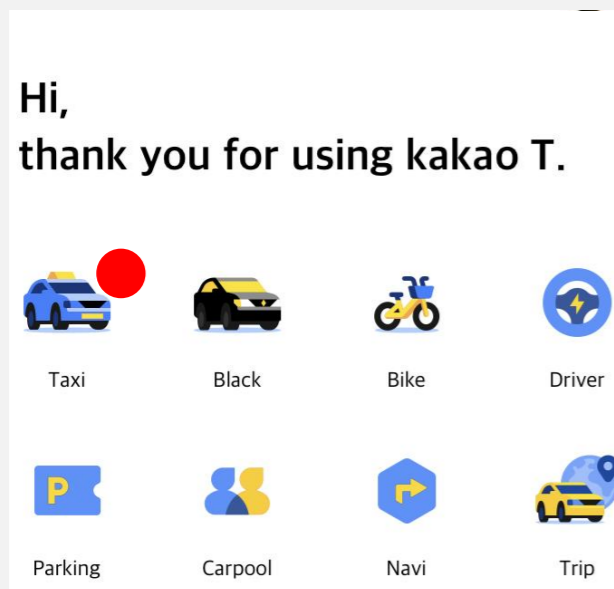 Hi,
thank you for using kakao T.
Taxi
Black
Bike
Driver
P
Parking
Carpool
Navi
Trip